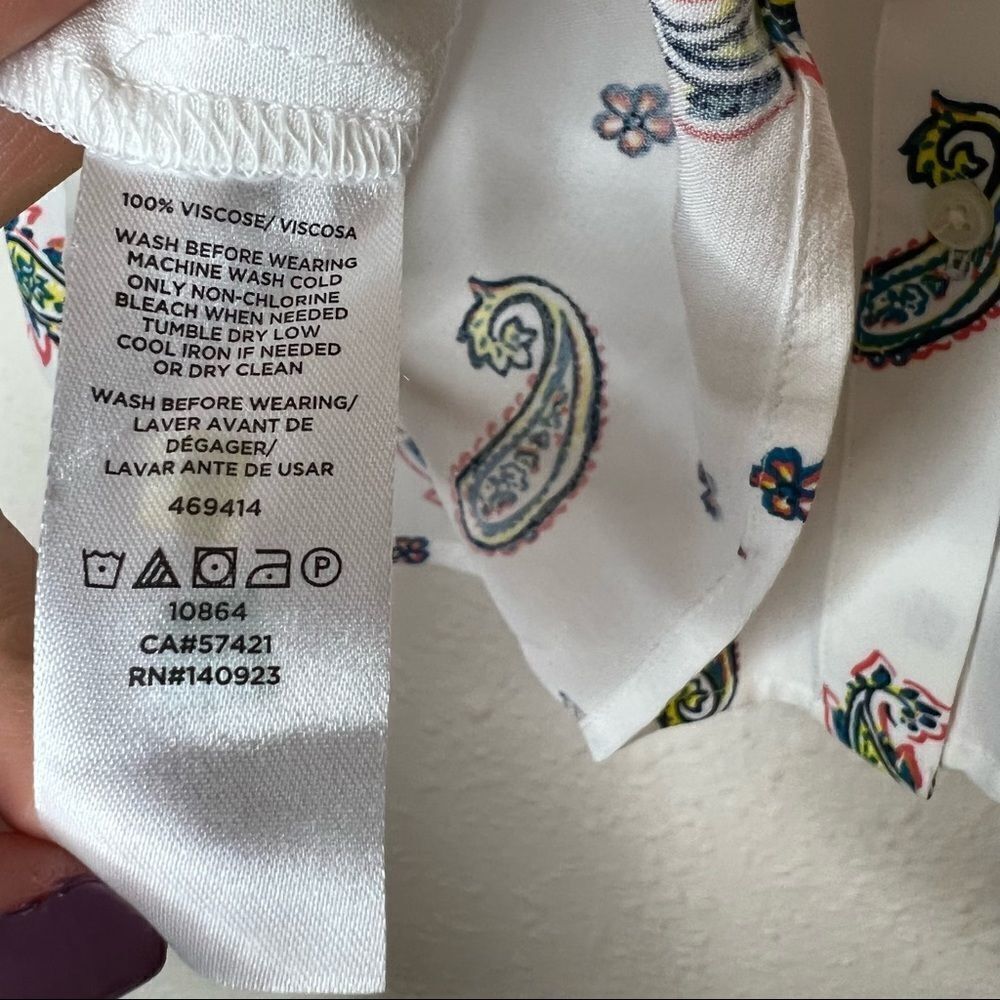 100% VISCOSE/ VISCOSA
WASH BEFORE WEARING
MACHINE WASH COLD
ONLY NON-CHLORINE
BLEACH WHEN NEEDED
TUMBLE DRY LOW
COOL IRON IF NEEDED
OR DRY CLEAN
WASH BEFORE WEARING/
LAVER AVANT DE
DÉGAGER/
LAVAR ANTE DE USAR
469414
P
10864
CA#57421
RN#140923